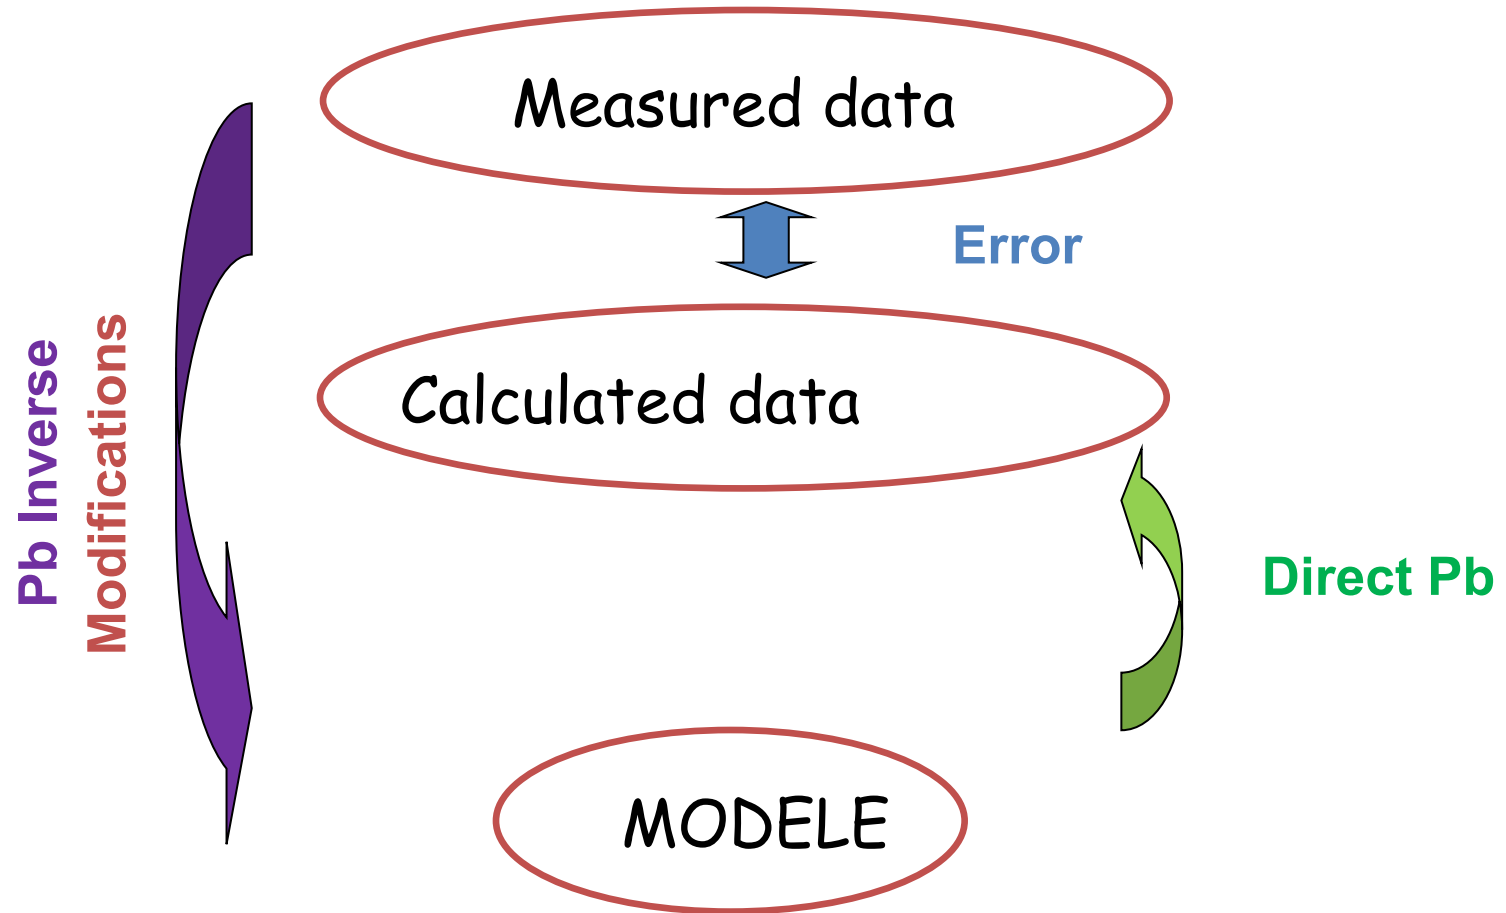 Measured data
Error
Calculated data
Pb Inverse
Modifications
Direct Pb
MODELE